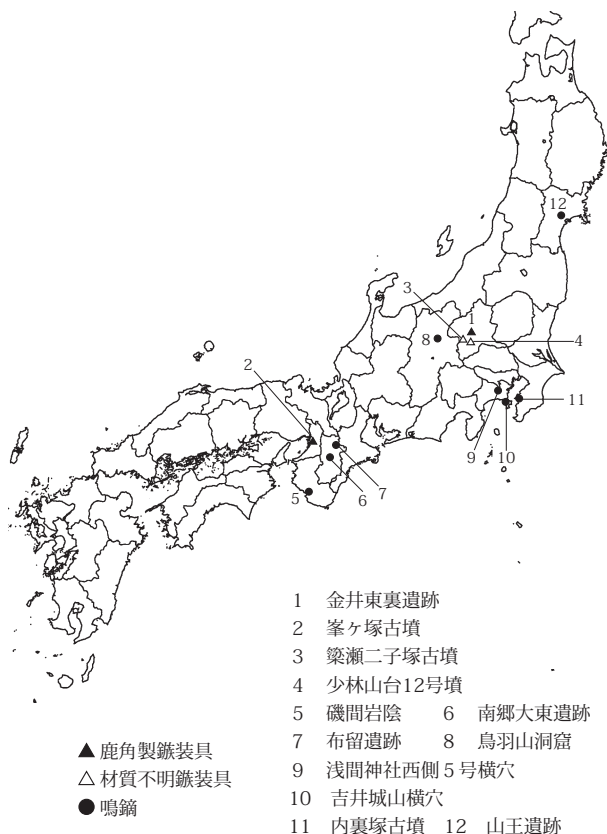 12
3
1
8
4
2
11
9
10
5
6
7
1 金井東裏遺跡
2 峯ヶ塚古墳
3 簗瀬二子塚古墳
4 少林山台12号墳
5 磯間岩陰 6 南郷大東遺跡
7 布留遺跡 8 鳥羽山洞窟
9 浅間神社西側5号横穴
10 吉井城山横穴
11 内裏塚古墳 12 山王遺跡
▲鹿角製鏃装具
△材質不明鏃装具
●鳴鏑